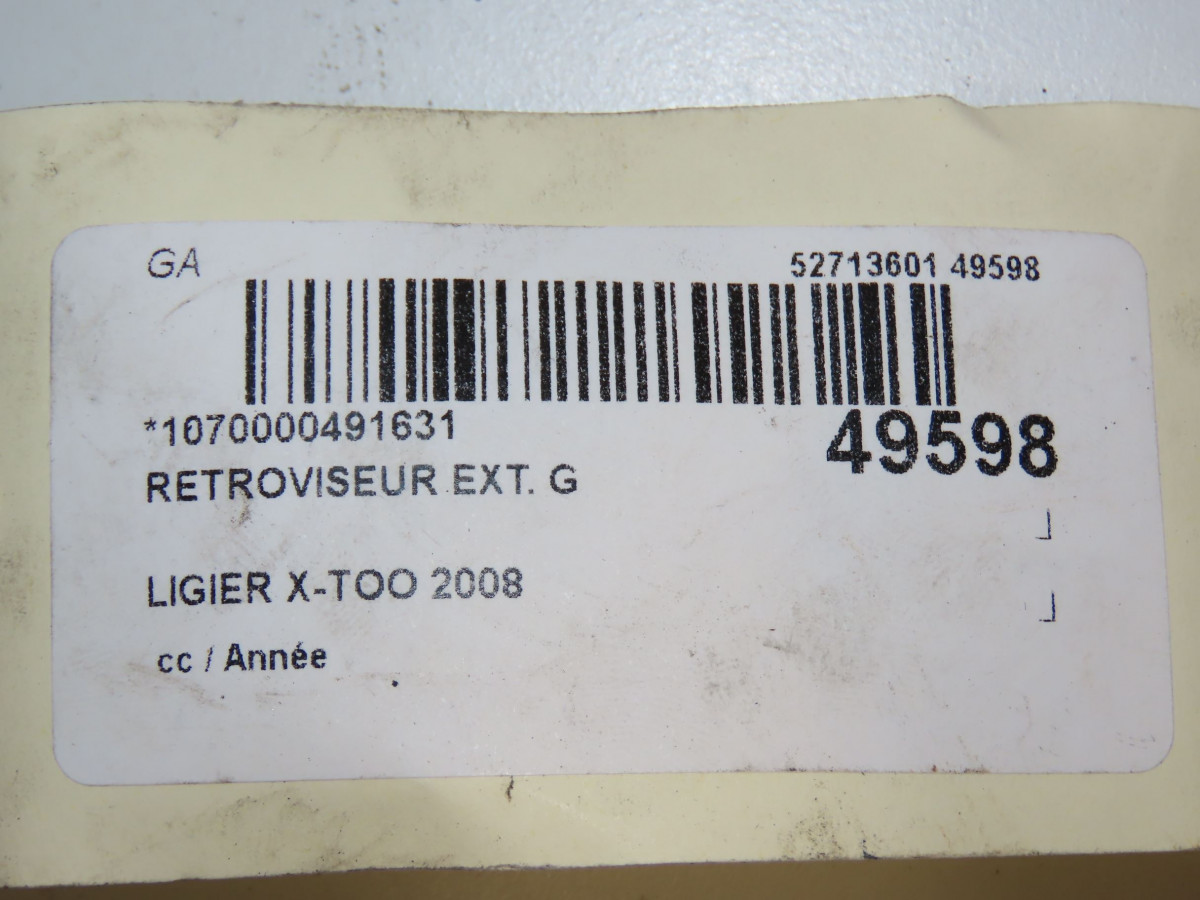 GA
52713601 49598
*1070000491631
49598
RETROVISEUR EXT. G
LIGIER X-TOO 2008
cc / Année